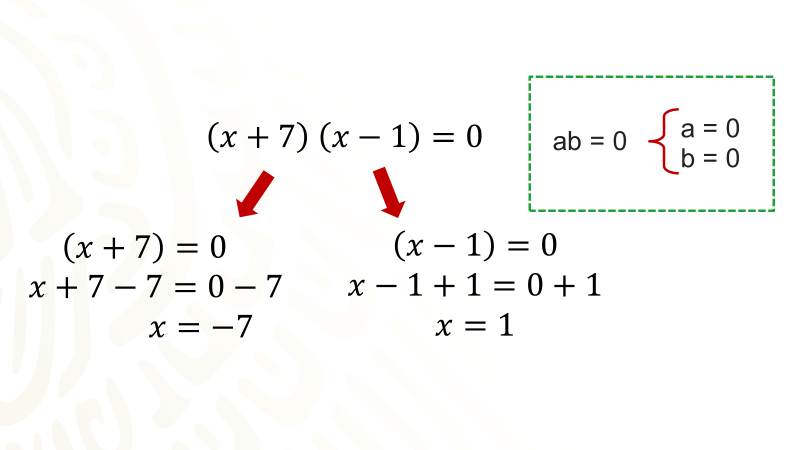 (x + 7) (x − 1) = 0
ab = 0
a = 0
b = 0
(x + 7) = 0
x + 7 − 7 = 0 − 7
x = −7
(x − 1) = 0
x − 1 + 1 = 0 + 1
x = 1